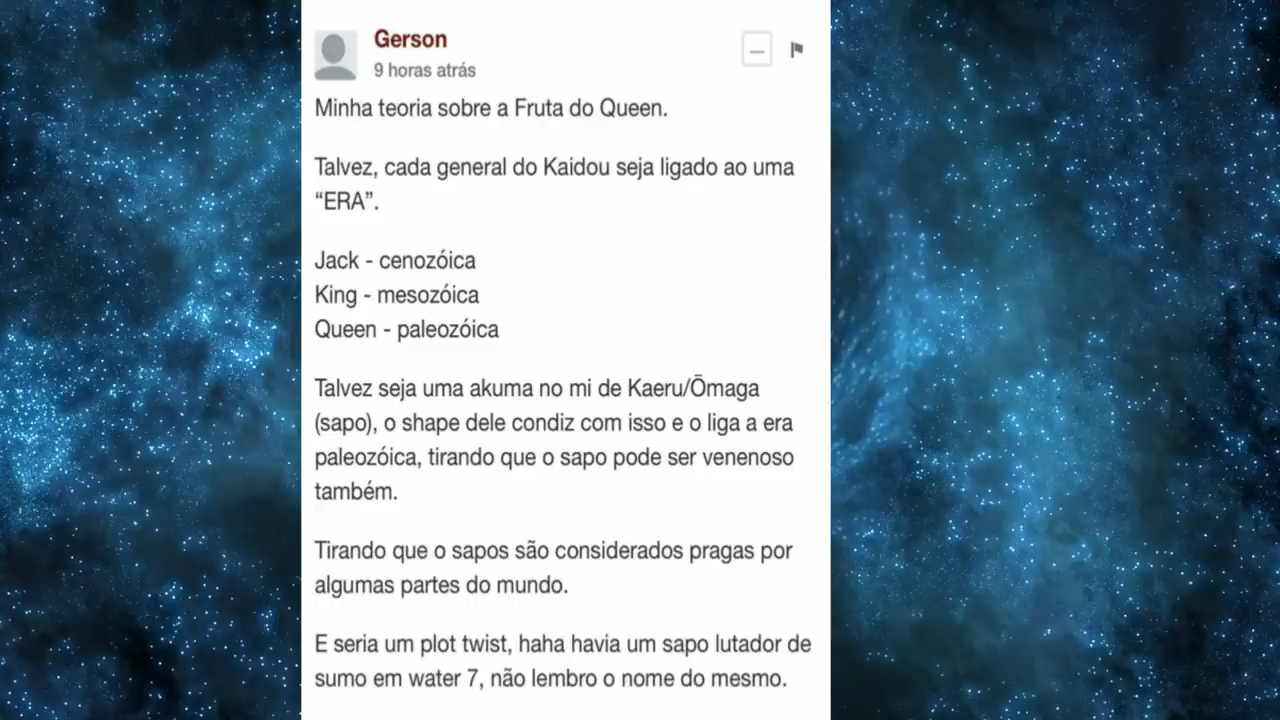 Gerson
9 horas atrás
Minha teoria sobre a Fruta do Queen.
Talvez, cada general do Kaidou seja ligado ao uma
“ERA”.
Jack - cenozóica
King - mesozóica
Queen - paleozóica
Talvez seja uma akuma no mi de Kaeru/Ōmaga
(sapo), o shape dele condiz com isso e o liga a era
paleozóica, tirando que o sapo pode ser venenoso
também.
Tirando que o sapos são considerados pragas por
algumas partes do mundo.
E seria um plot twist, haha havia um sapo lutador de
sumo em water 7, não lembro o nome do mesmo.